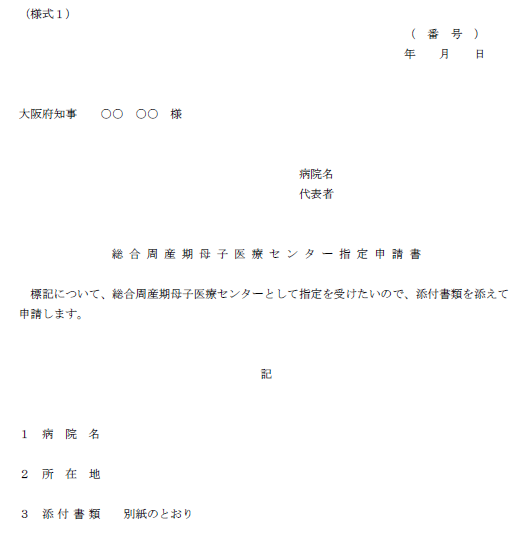 （様式１）
（　番　号　）
年　　月　　日
大阪府知事　　○○　○○　様
病院名
代表者
総 合 周 産 期 母 子 医 療 セ ン タ ー 指 定 申 請 書
　標記について、総合周産期母子医療センターとして指定を受けたいので、添付書類を添えて
申請します。
記
１　病　院　名
２　所　在　地
３　添 付 書 類　　別紙のとおり